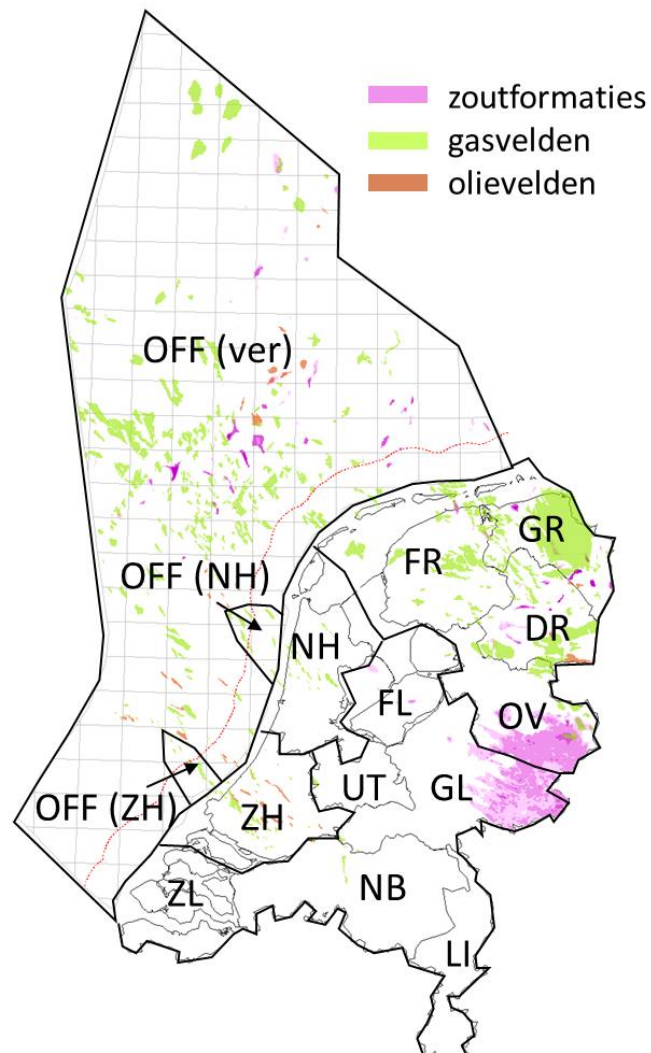 zoutformaties
gasvelden
olievelden
OFF (ver)
GR
FR
OFF (NH)
DR
NH
FL
OV
OFF (ZH)
UT
GL
ZH
ZL
NB
LI